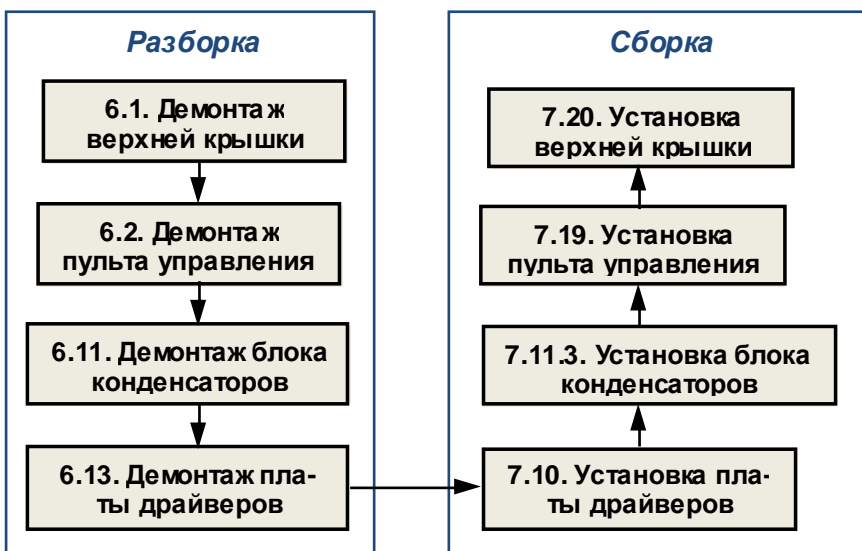 Разборка
6.1. Демонтаж
верхней крышки
6.2. Демонтаж
пульта управления
6.11. Демонтаж блока
конденсаторов
6.13. Демонтаж пла-
ты драйверов
Сборка
7.20. Установка
верхней крышки
7.19. Установка
пульта управления
7.11.3. Установка блока
конденсаторов
7.10. Установка пла-
ты драйверов